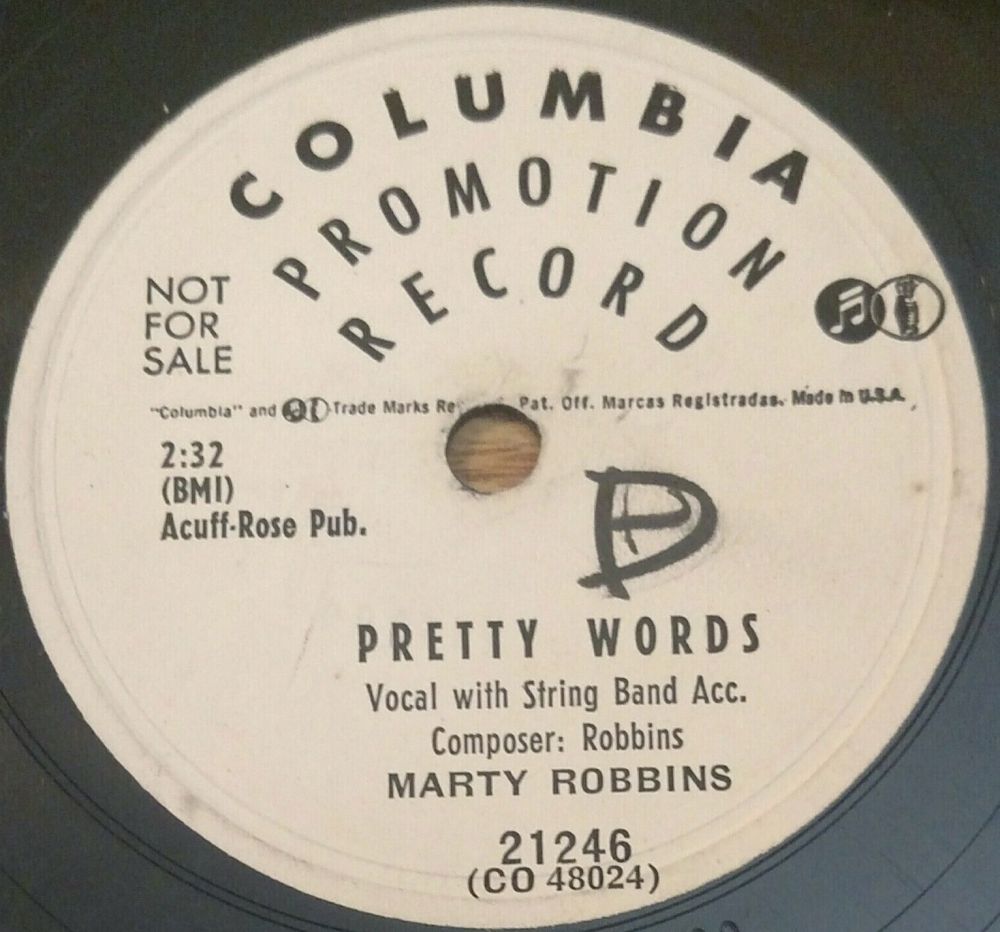 COLUMBIA
PROMOTION
RECORD
NOT
FOR
SALE
"Columbia" and Trade Marks Re Pat. Off. Marcas Registradas. Made in U.S.A.
2:32
(BMI)
Acuff-Rose Pub.
D
PRETTY WORDS
Vocal with String Band Acc.
Composer: Robbins
MARTY ROBBINS
21246
(CO 48024)